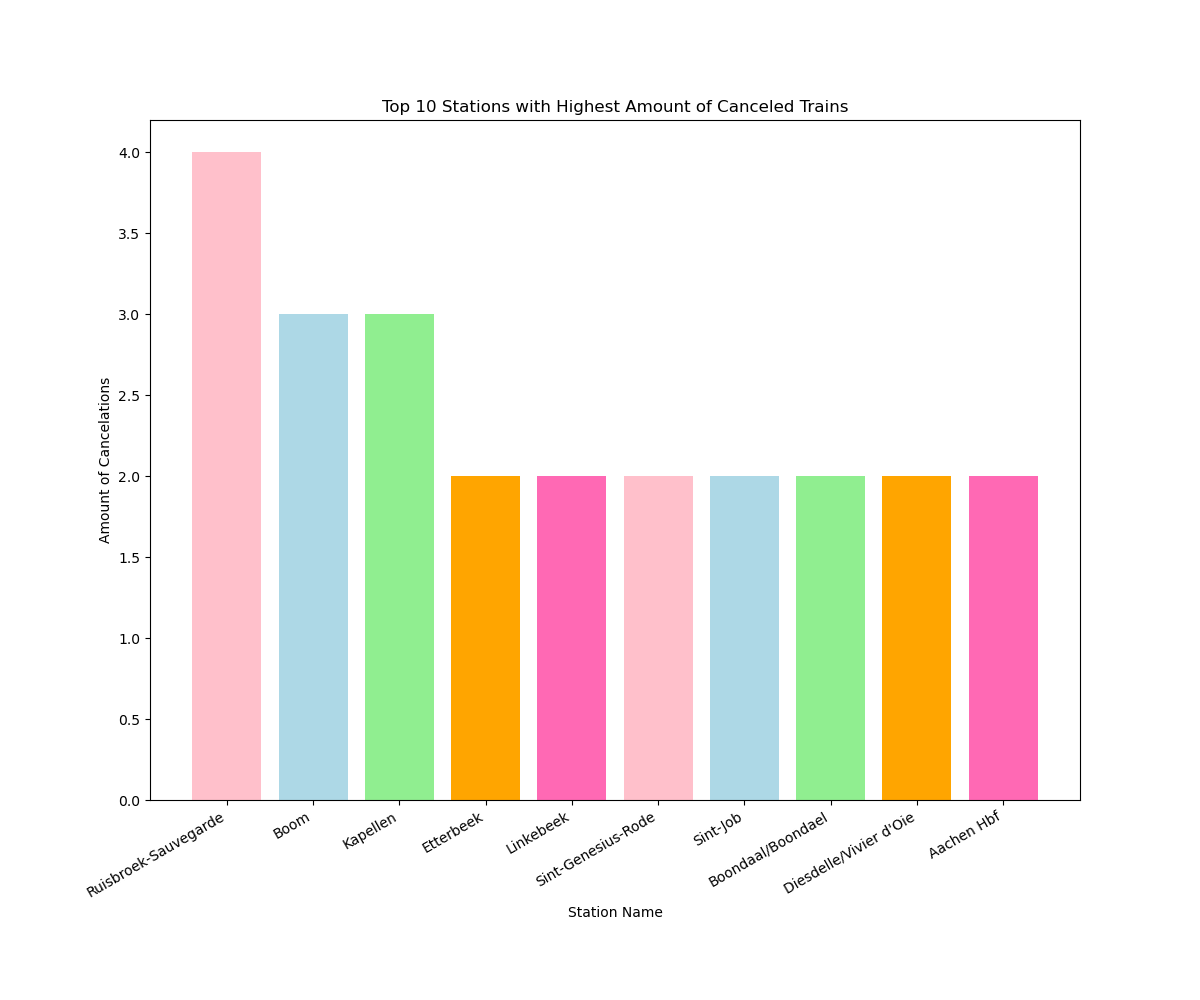 Top 10 Stations with Highest Amount of Canceled Trains
Amount of Cancelations
4.0
3.5
3.0
2.5
2.0
1.5
1.0
0.5
0.0
Ruisbroek-Sauvegarde
Boom
Kapellen
Etterbeek
Linkebeek
Sint-Genesius-Rode
Sint-Job
Boondaal/Boondael
Diesdelle/Vivier d'Oie
Aachen Hbf
Station Name